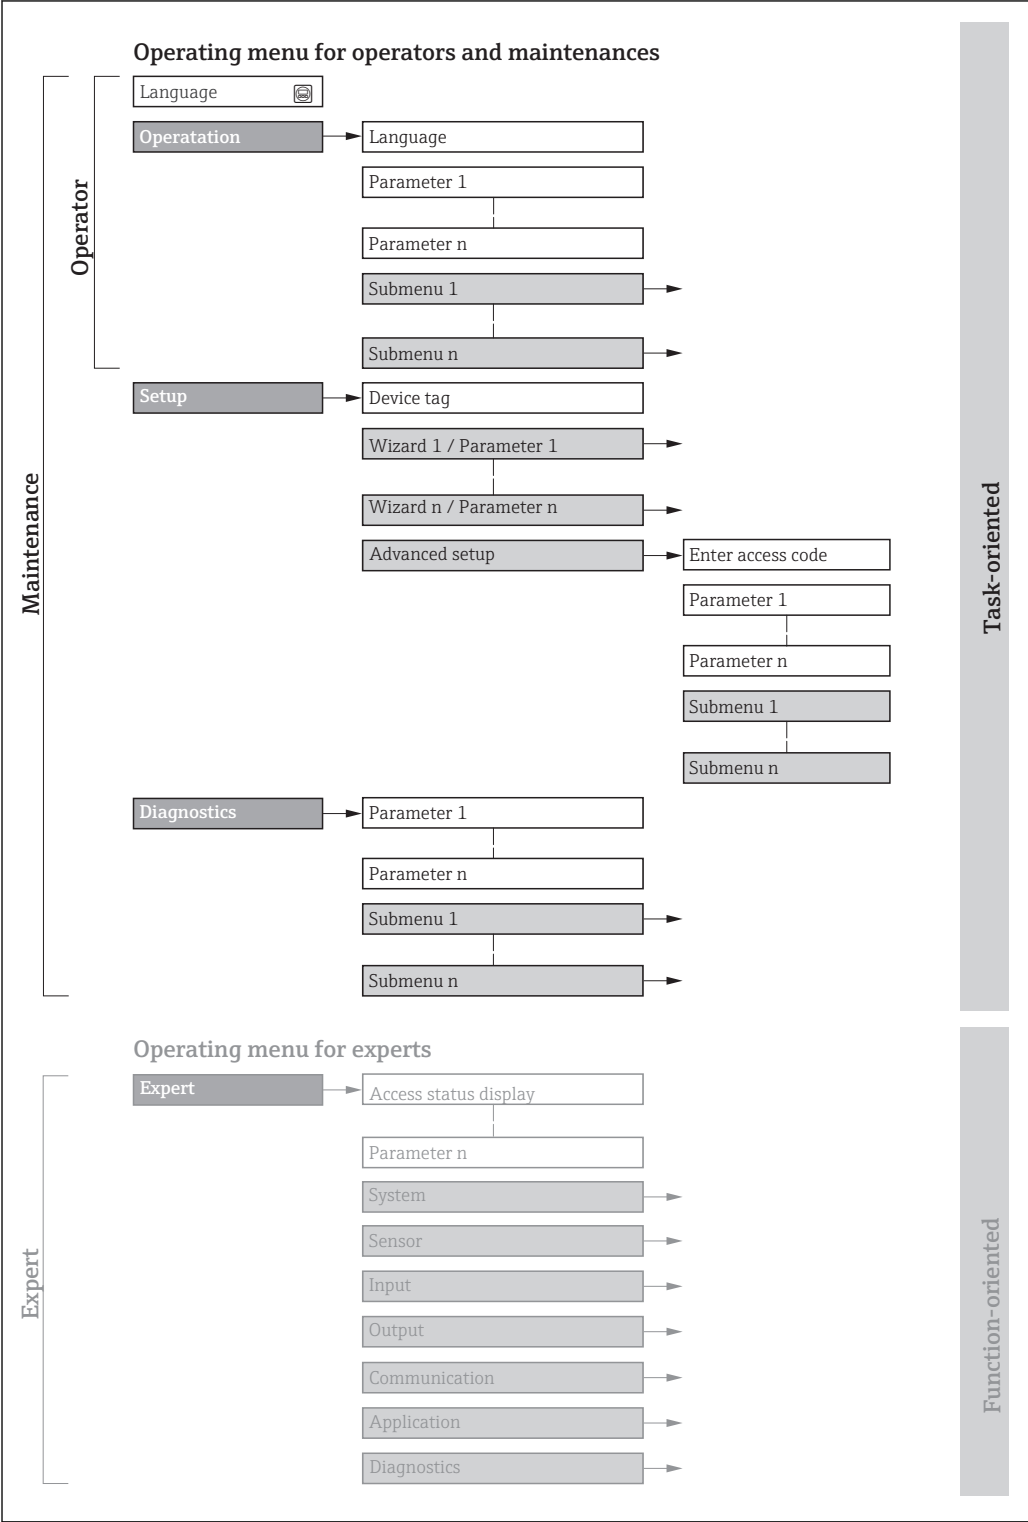 Operating menu for operators and maintenances
Language
Operatation
Language
Parameter 1
Parameter n
Submenu 1
Submenu n
Operator
Setup
Device tag
Wizard 1 / Parameter 1
Wizard n / Parameter n
Advanced setup
Enter access code
Parameter 1
Parameter n
Submenu 1
Submenu n
Maintenance
Task-oriented
Diagnostics
Parameter 1
Parameter n
Submenu 1
Submenu n
Operating menu for experts
Expert
Access status display
Parameter n
System
Sensor
Input
Output
Communication
Application
Diagnostics
Expert
Function-oriented